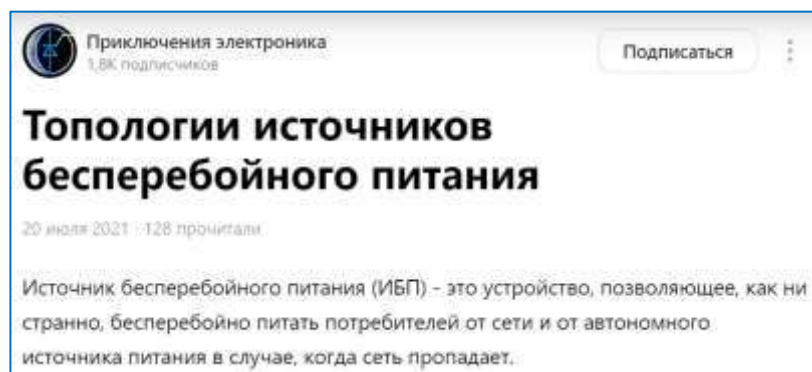 Приключения электроника
1,8K подписчиков
Подписаться
Топологии источников
бесперебойного питания
20 июля 2021 · 128 прочитали
Источник бесперебойного питания (ИБП) - это устройство, позволяющее, как ни
странно, бесперебойно питать потребителей от сети и от автономного
источника питания в случае, когда сеть пропадает.